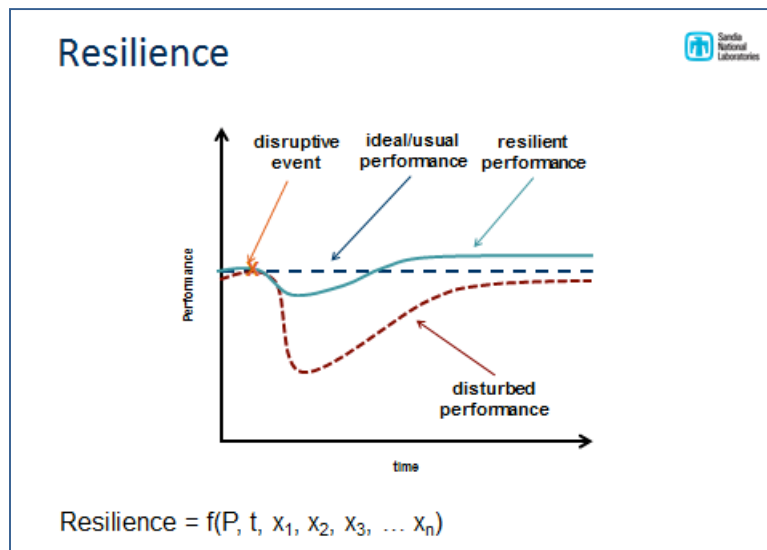 Resilience
Sandia
National
Laboratories
disruptive
event
ideal/usual
performance
resilient
performance
x
Performance
disturbed
performance
time
Resilience = f(P, t, x₁, x₂, x₃, ... xₙ)